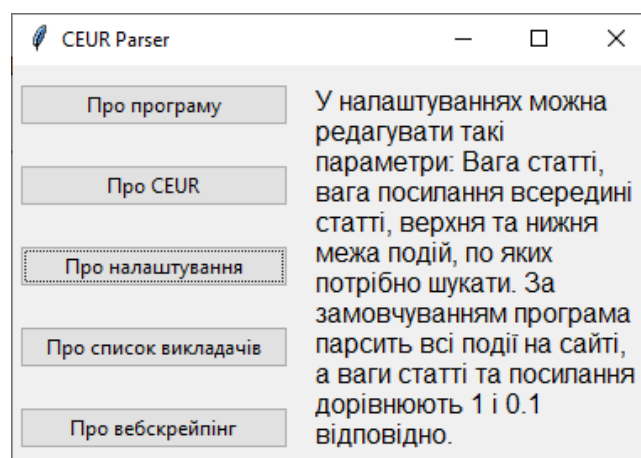 CEUR Parser
Про програму
Про CEUR
Про налаштування
Про список викладачів
Про вебскрейпінг
У налаштуваннях можна
редагувати такі
параметри: Вага статті,
вага посилання всередині
статті, верхня та нижня
межа подій, по яких
потрібно шукати. За
замовчуванням програма
парсить всі події на сайті,
а ваги статті та посилання
дорівнюють 1 і 0.1
відповідно.